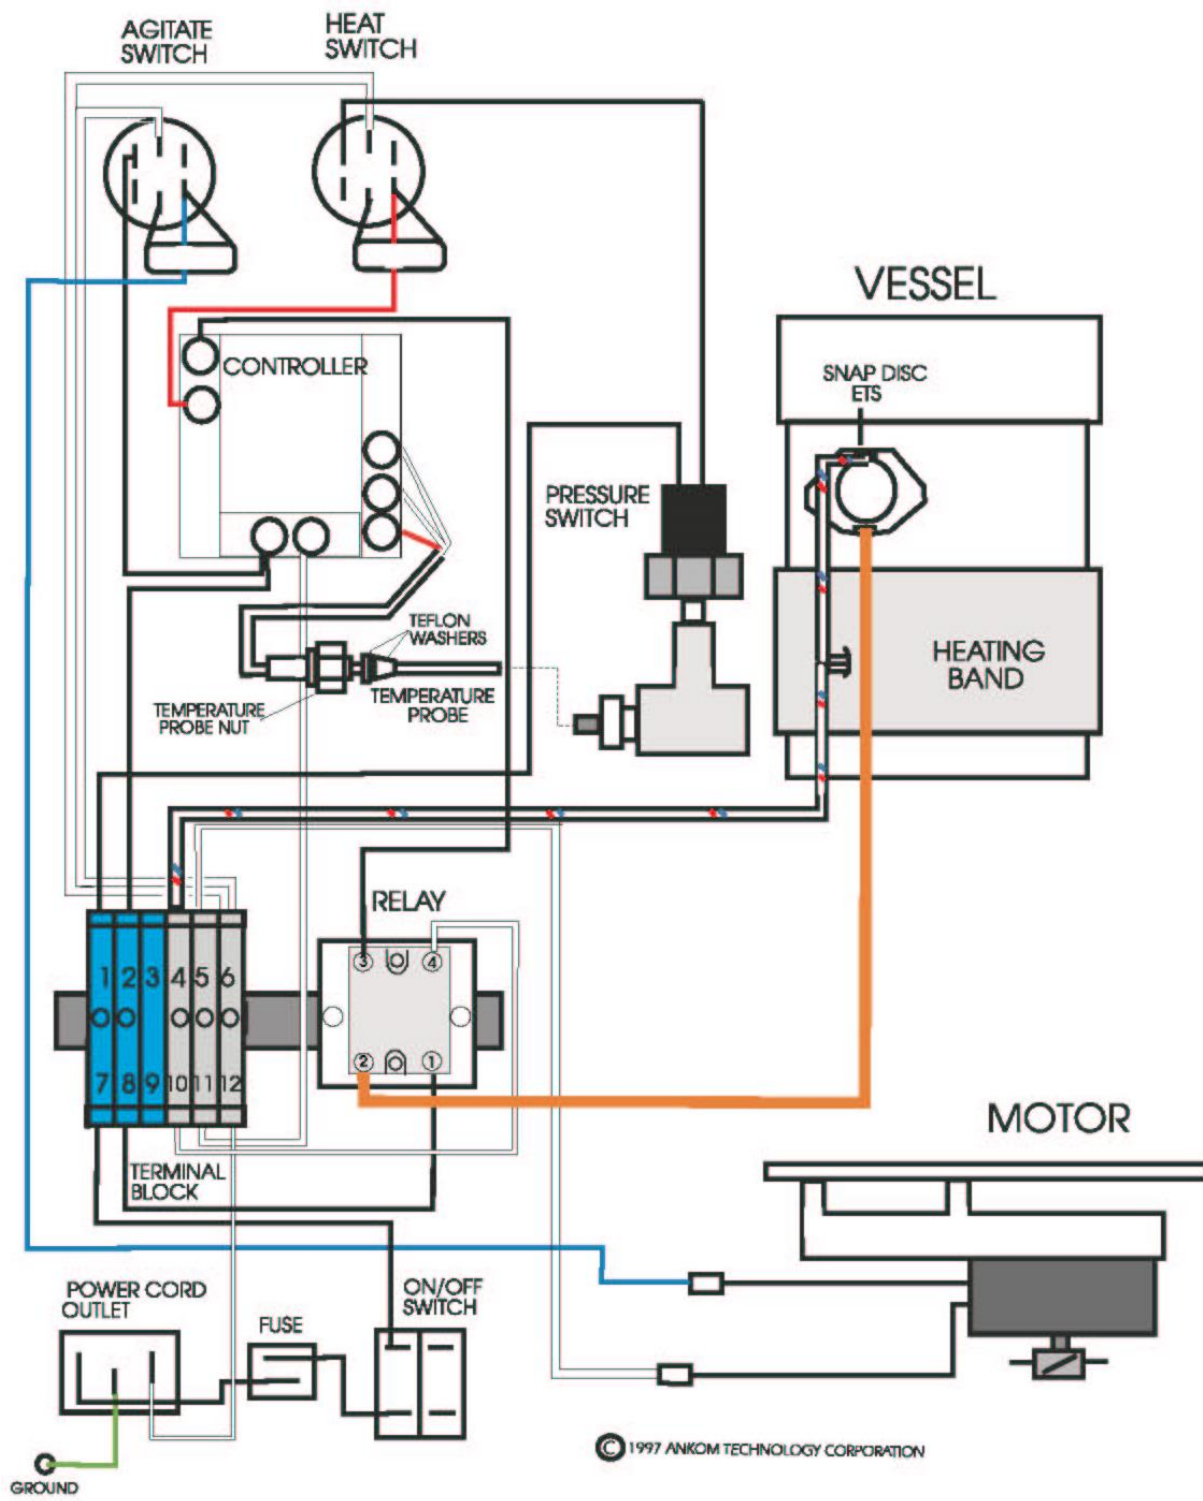 AGITATE
SWITCH
HEAT
SWITCH
CONTROLLER
VESSEL
SNAP DISC
ETS
PRESSURE
SWITCH
TEFLON
WASHERS
HEATING
BAND
TEMPERATURE
PROBE NUT
TEMPERATURE
PROBE
RELAY
1 2 3 4 5 6
3 4
7 8 9 10 11 12
2 1
TERMINAL
BLOCK
MOTOR
POWER CORD
OUTLET
FUSE
ON/OFF
SWITCH
GROUND
© 1997 ANKOM TECHNOLOGY CORPORATION